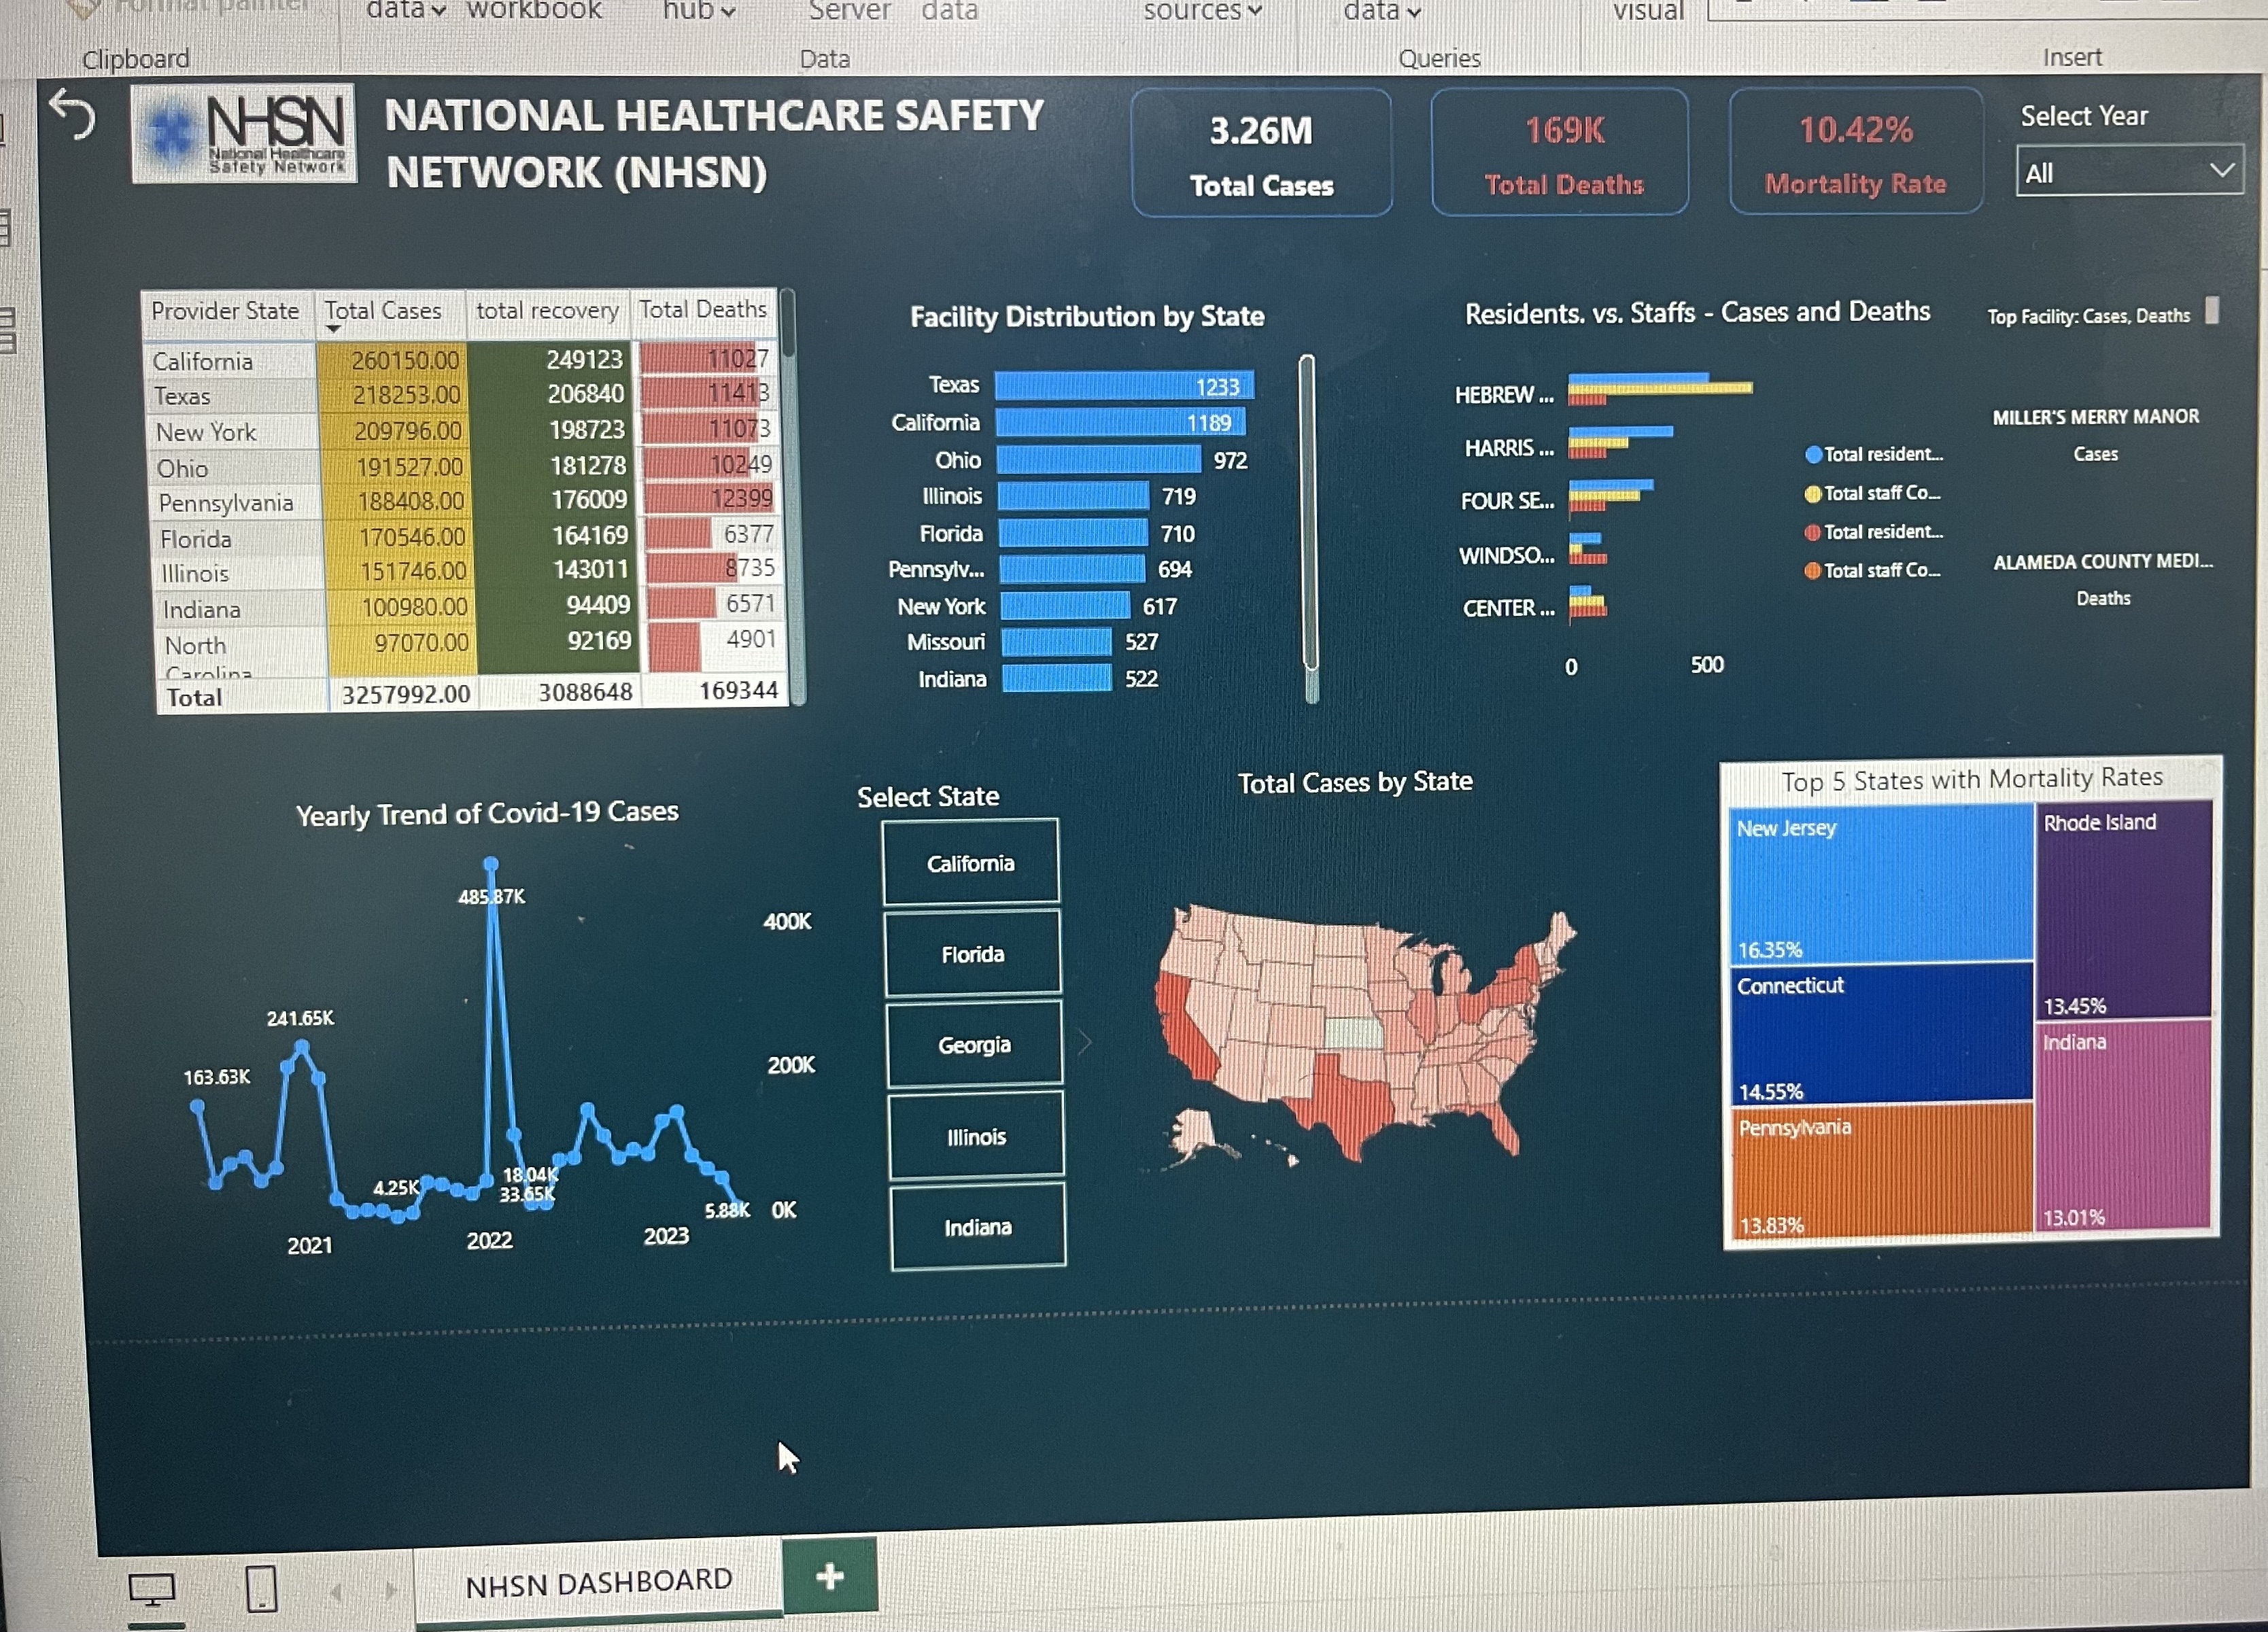 Format painter
data workbook hub Server data sources data visual
Clipboard Data Queries Insert
NHSN
National Healthcare
Safety Network
NATIONAL HEALTHCARE SAFETY
NETWORK (NHSN)
3.26M
Total Cases
169K
Total Deaths
10.42%
Mortality Rate
Select Year
All
Provider State Total Cases total recovery Total Deaths
California 260150.00 249123 11027
Texas 218253.00 206840 11413
New York 209796.00 198723 11073
Ohio 191527.00 181278 10249
Pennsylvania 188408.00 176009 12399
Florida 170546.00 164169 6377
Illinois 151746.00 143011 8735
Indiana 100980.00 94409 6571
North 97070.00 92169 4901
Carolina
Total 3257992.00 3088648 169344
Facility Distribution by State
Texas 1233
California 1189
Ohio 972
Illinois 719
Florida 710
Pennsylv... 694
New York 617
Missouri 527
Indiana 522
Residents. vs. Staffs - Cases and Deaths
HEBREW ...
HARRIS ...
FOUR SE...
WINDSO...
CENTER ...
0 500
Total resident...
Total staff Co...
Total resident...
Total staff Co...
Top Facility: Cases, Deaths
MILLER'S MERRY MANOR
Cases
ALAMEDA COUNTY MEDI...
Deaths
Yearly Trend of Covid-19 Cases
485.87K
400K
241.65K
163.63K
200K
4.25K
18.04K
33.65K
5.88K
0K
2021 2022 2023
Select State
California
Florida
Georgia
Illinois
Indiana
Total Cases by State
Top 5 States with Mortality Rates
New Jersey
16.35%
Connecticut
14.55%
Pennsylvania
13.83%
Rhode Island
13.45%
Indiana
13.01%
NHSN DASHBOARD
+